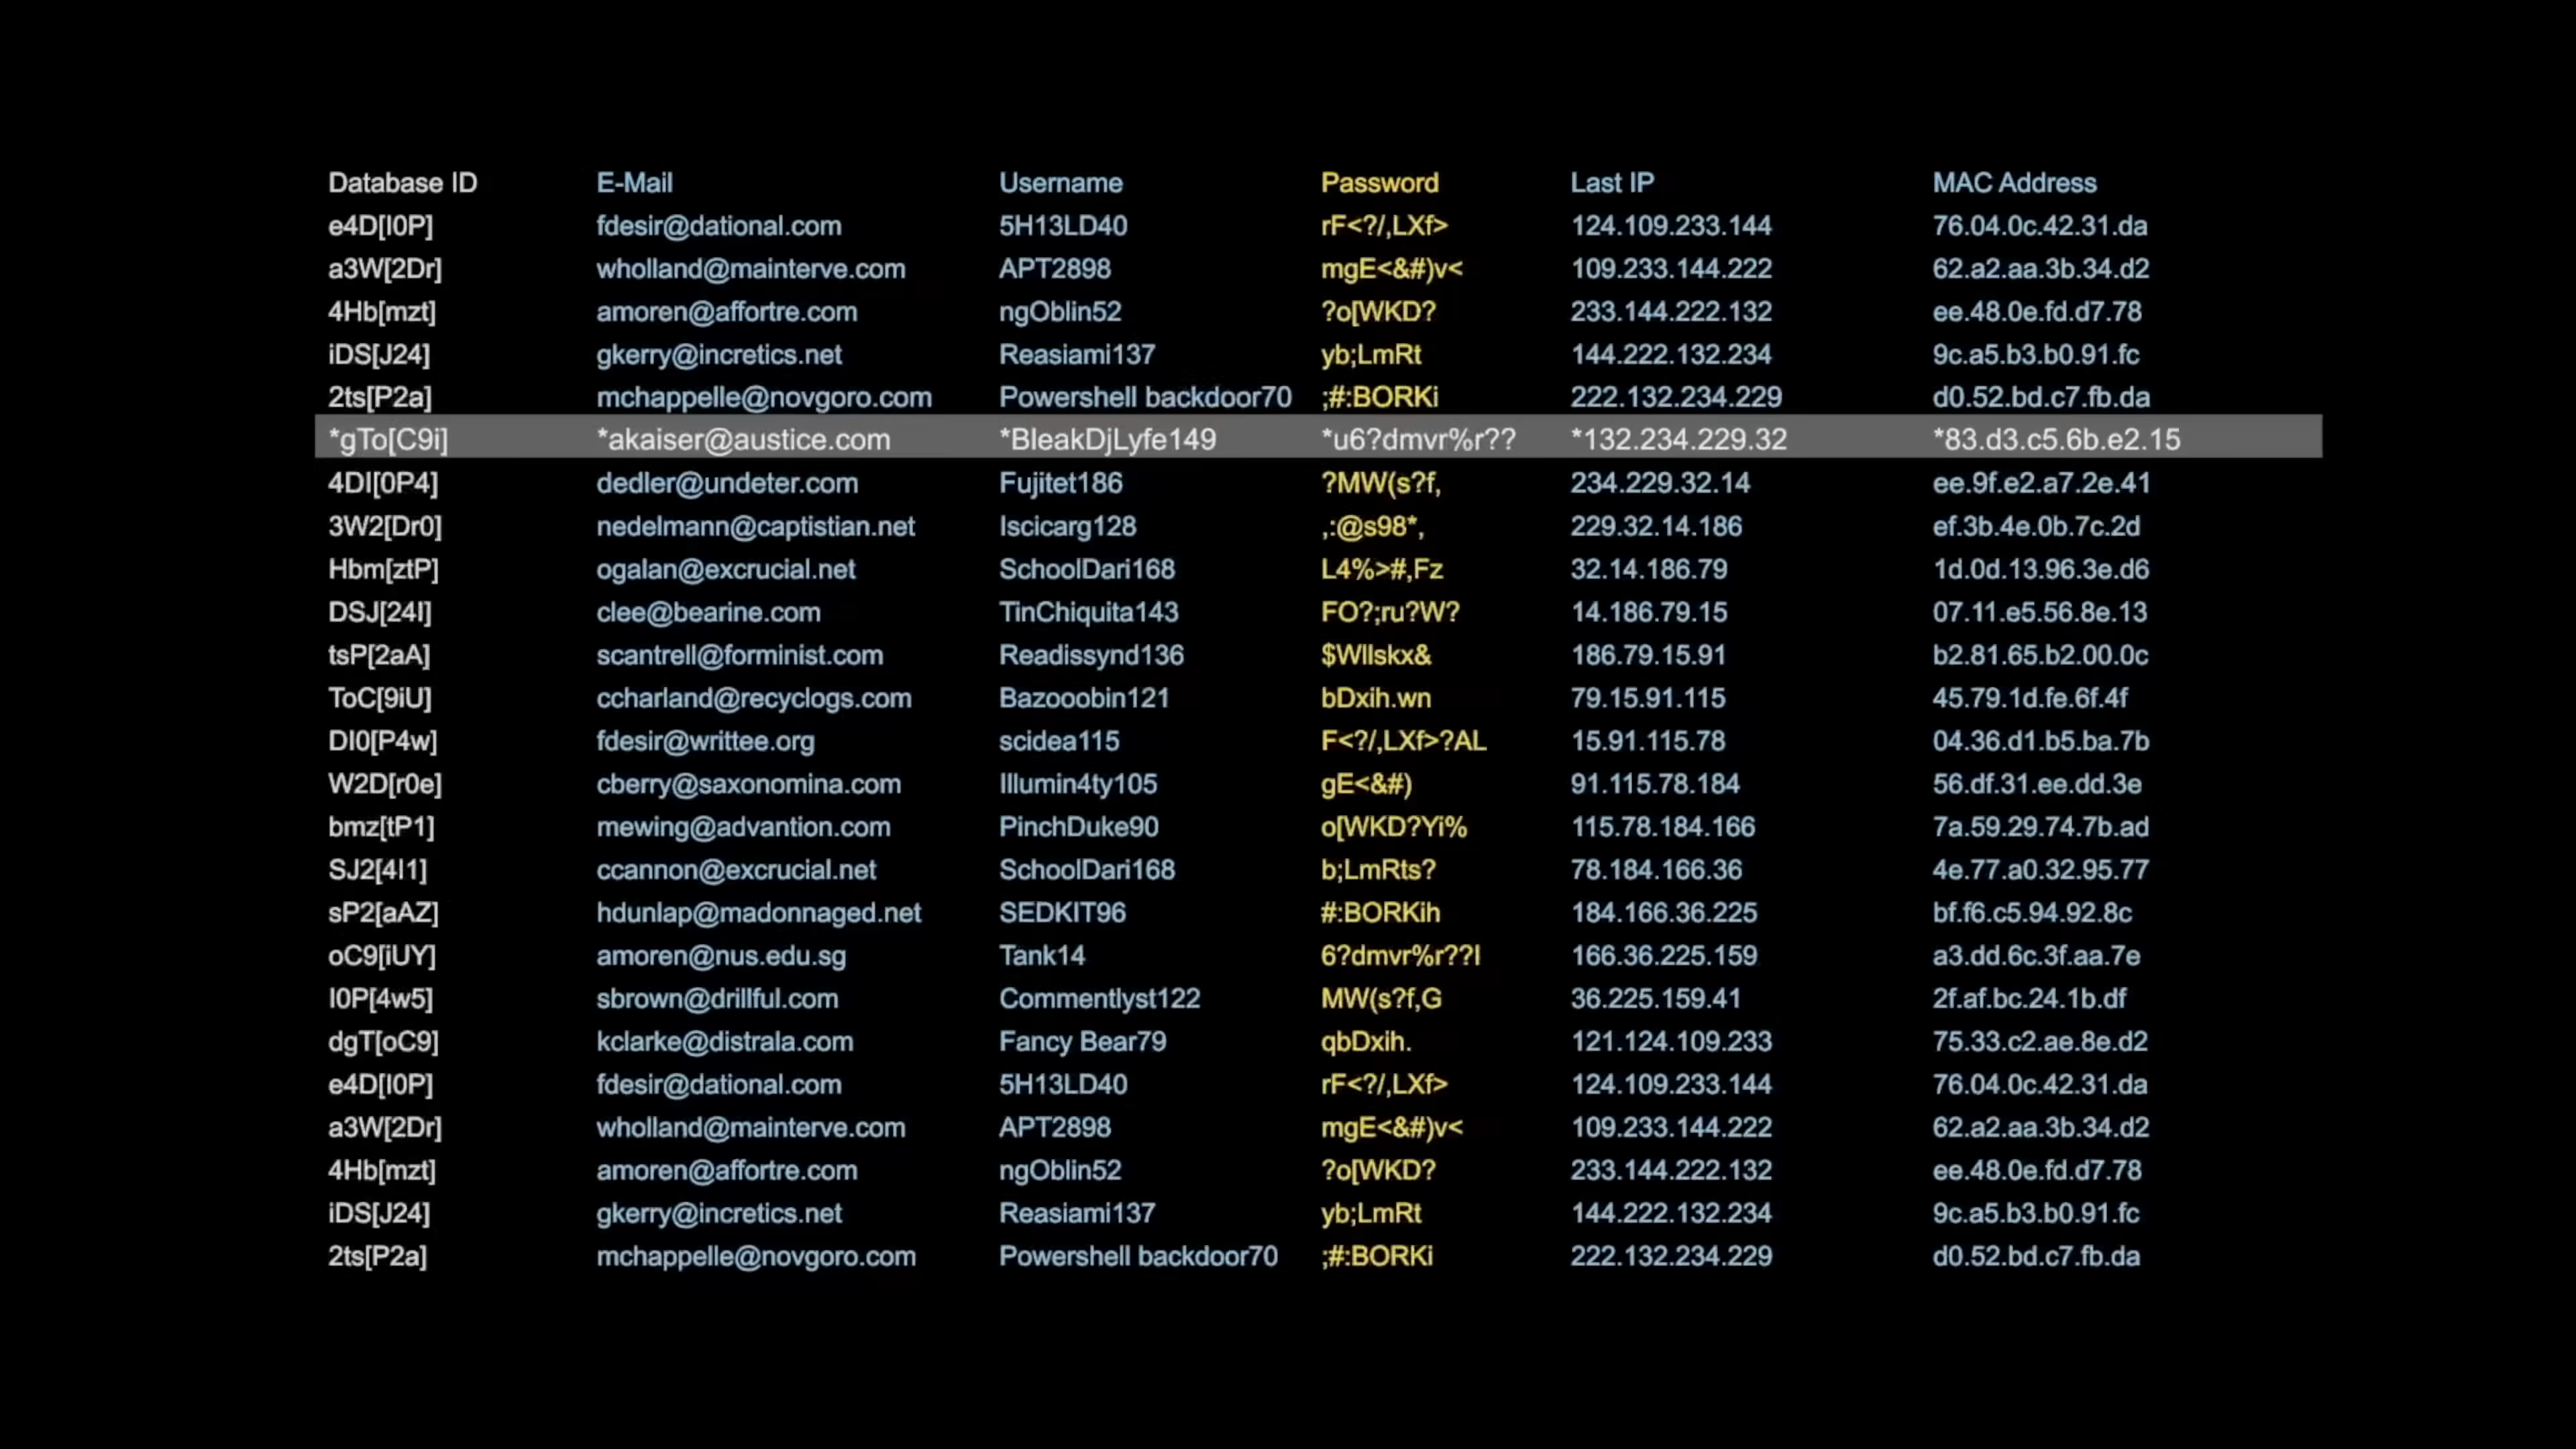 Database ID E-Mail Username Password Last IP MAC Address
e4D[I0P] fdesir@dational.com 5H13LD40 rF<?/,LXf> 124.109.233.144 76.04.0c.42.31.da
a3W[2Dr] wholland@mainterve.com APT2898 mgE<&#)v< 109.233.144.222 62.a2.aa.3b.34.d2
4Hb[mzt] amoren@affortre.com ngOblin52 ?o[WKD? 233.144.222.132 ee.48.0e.fd.d7.78
iDS[J24] gkerry@incretics.net Reasiami137 yb;LmRt 144.222.132.234 9c.a5.b3.b0.91.fc
2ts[P2a] mchappelle@novgoro.com Powershell backdoor70 ;#:BORKi 222.132.234.229 d0.52.bd.c7.fb.da
*gTo[C9i] *akaiser@austice.com *BleakDjLyfe149 *u6?dmvr%r?? *132.234.229.32 *83.d3.c5.6b.e2.15
4DI[0P4] dedler@undeter.com Fujitet186 ?MW(s?f, 234.229.32.14 ee.9f.e2.a7.2e.41
3W2[Dr0] nedelmann@captistian.net Iscicarg128 ,:@s98*, 229.32.14.186 ef.3b.4e.0b.7c.2d
Hbm[ztP] ogalan@excrucial.net SchoolDari168 L4%>#,Fz 32.14.186.79 1d.0d.13.96.3e.d6
DSJ[24I] clee@bearine.com TinChiquita143 FO?;ru?W? 14.186.79.15 07.11.e5.56.8e.13
tsP[2aA] scantrell@forminist.com Readissynd136 $WIlskx& 186.79.15.91 b2.81.65.b2.00.0c
ToC[9iU] ccharland@recyclogs.com Bazooobin121 bDxih.wn 79.15.91.115 45.79.1d.fe.6f.4f
DI0[P4w] fdesir@writtee.org scidea115 F<?/,LXf>?AL 15.91.115.78 04.36.d1.b5.ba.7b
W2D[r0e] cberry@saxonomina.com Illumin4ty105 gE<&#) 91.115.78.184 56.df.31.ee.dd.3e
bmz[tP1] mewing@advantion.com PinchDuke90 o[WKD?Yi% 115.78.184.166 7a.59.29.74.7b.ad
SJ2[4I1] ccannon@excrucial.net SchoolDari168 b;LmRts? 78.184.166.36 4e.77.a0.32.95.77
sP2[aAZ] hdunlap@madonnaged.net SEDKIT96 #:BORKih 184.166.36.225 bf.f6.c5.94.92.8c
oC9[iUY] amoren@nus.edu.sg Tank14 6?dmvr%r??I 166.36.225.159 a3.dd.6c.3f.aa.7e
I0P[4w5] sbrown@drillful.com Commentlyst122 MW(s?f,G 36.225.159.41 2f.af.bc.24.1b.df
dgT[oC9] kclarke@distrala.com Fancy Bear79 qbDxih. 121.124.109.233 75.33.c2.ae.8e.d2
e4D[I0P] fdesir@dational.com 5H13LD40 rF<?/,LXf> 124.109.233.144 76.04.0c.42.31.da
a3W[2Dr] wholland@mainterve.com APT2898 mgE<&#)v< 109.233.144.222 62.a2.aa.3b.34.d2
4Hb[mzt] amoren@affortre.com ngOblin52 ?o[WKD? 233.144.222.132 ee.48.0e.fd.d7.78
iDS[J24] gkerry@incretics.net Reasiami137 yb;LmRt 144.222.132.234 9c.a5.b3.b0.91.fc
2ts[P2a] mchappelle@novgoro.com Powershell backdoor70 ;#:BORKi 222.132.234.229 d0.52.bd.c7.fb.da